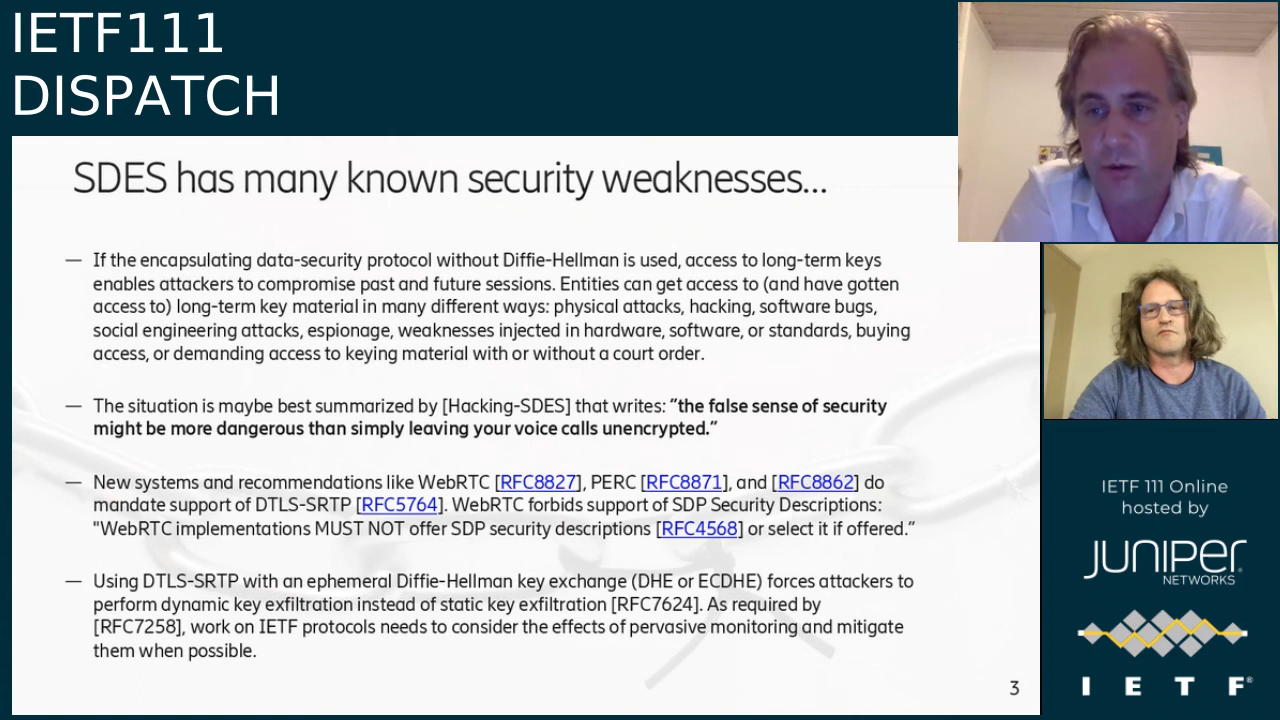 IETF111
DISPATCH
SDES has many known security weaknesses...
— If the encapsulating data-security protocol without Diffie-Hellman is used, access to long-term keys
enables attackers to compromise past and future sessions. Entities can get access to (and have gotten
access to) long-term key material in many different ways: physical attacks, hacking, software bugs,
social engineering attacks, espionage, weaknesses injected in hardware, software, or standards, buying
access, or demanding access to keying material with or without a court order.
— The situation is maybe best summarized by [Hacking-SDES] that writes: ”the false sense of security
might be more dangerous than simply leaving your voice calls unencrypted.”
— New systems and recommendations like WebRTC [RFC8827], PERC [RFC8871], and [RFC8862] do
mandate support of DTLS-SRTP [RFC5764]. WebRTC forbids support of SDP Security Descriptions:
"WebRTC implementations MUST NOT offer SDP security descriptions [RFC4568] or select it if offered.”
— Using DTLS-SRTP with an ephemeral Diffie-Hellman key exchange (DHE or ECDHE) forces attackers to
perform dynamic key exfiltration instead of static key exfiltration [RFC7624]. As required by
[RFC7258], work on IETF protocols needs to consider the effects of pervasive monitoring and mitigate
them when possible.
3
IETF 111 Online
hosted by
JUNIPER
NETWORKS
I E T F®